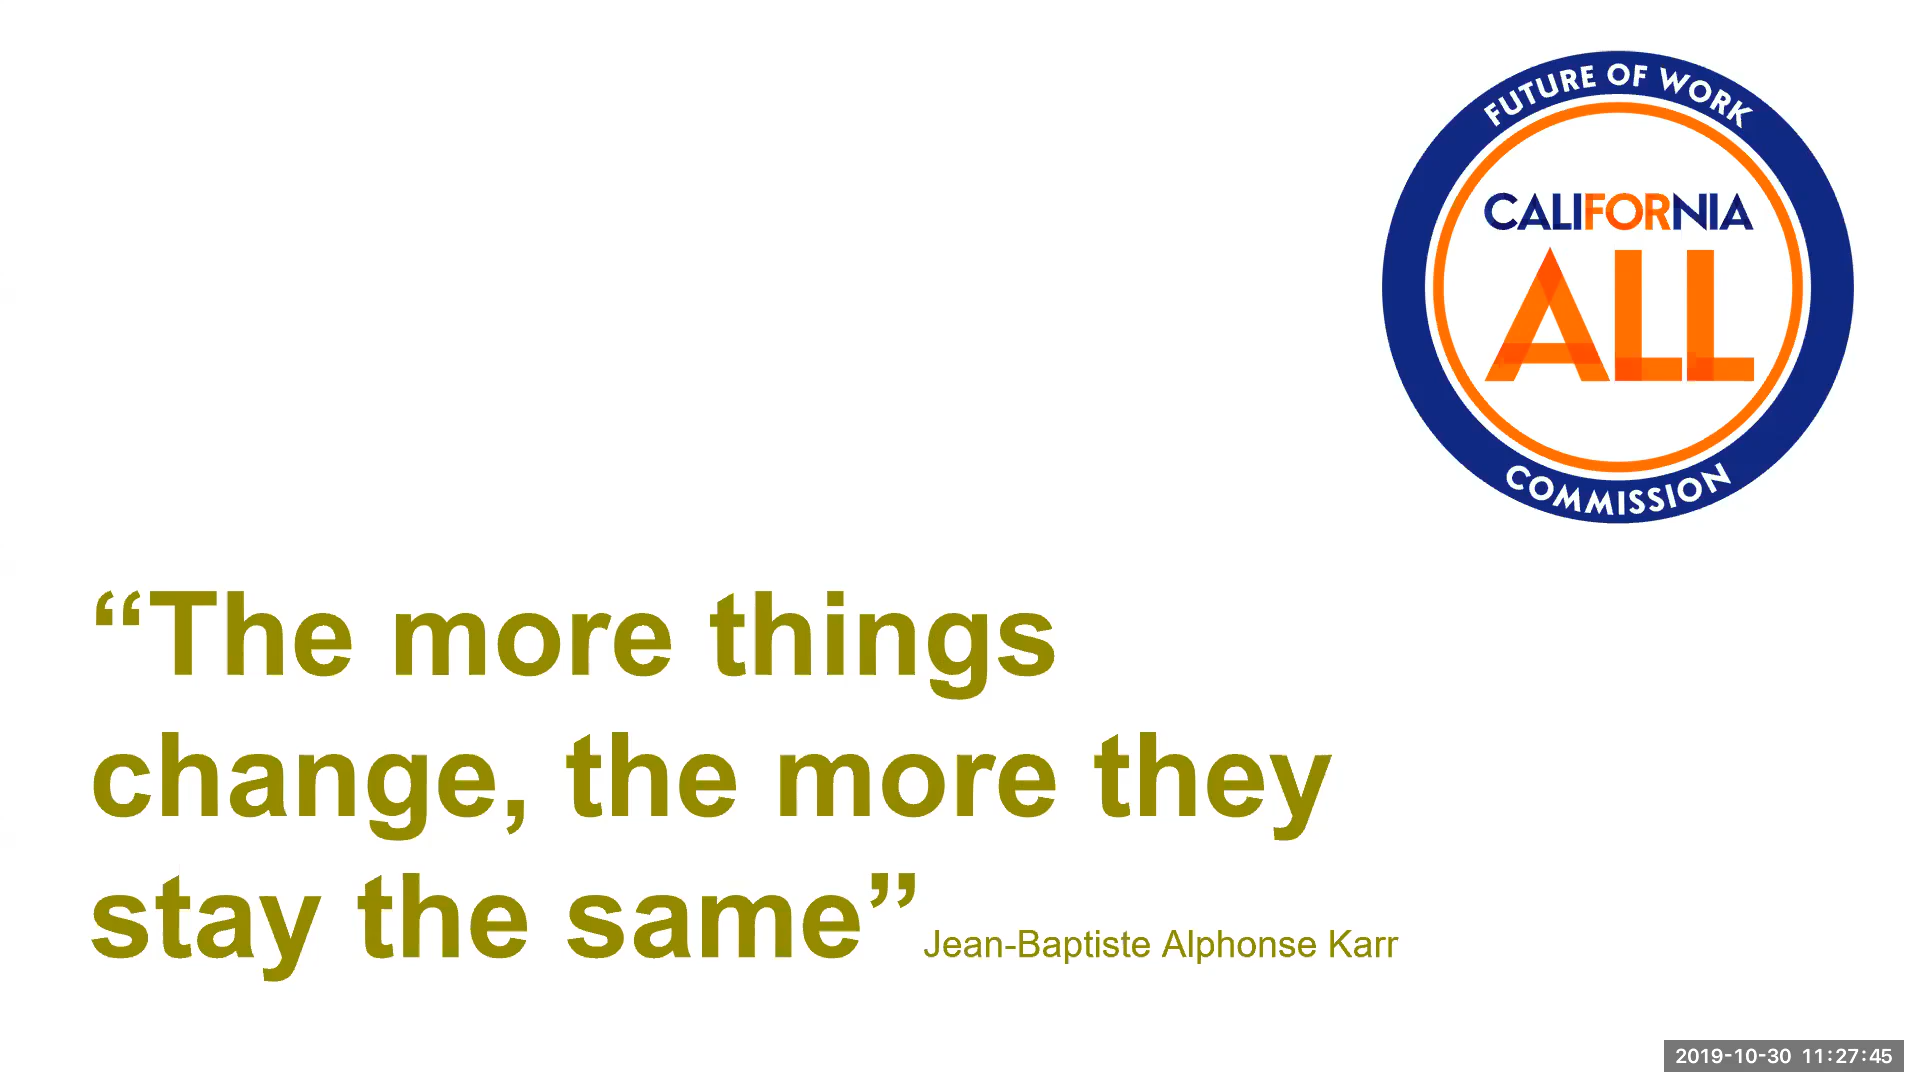 FUTURE OF WORK
CALIFORNIA
ALL
COMMISSION
“The more things
change, the more they
stay the same” Jean-Baptiste Alphonse Karr
2019-10-30 11:27:45